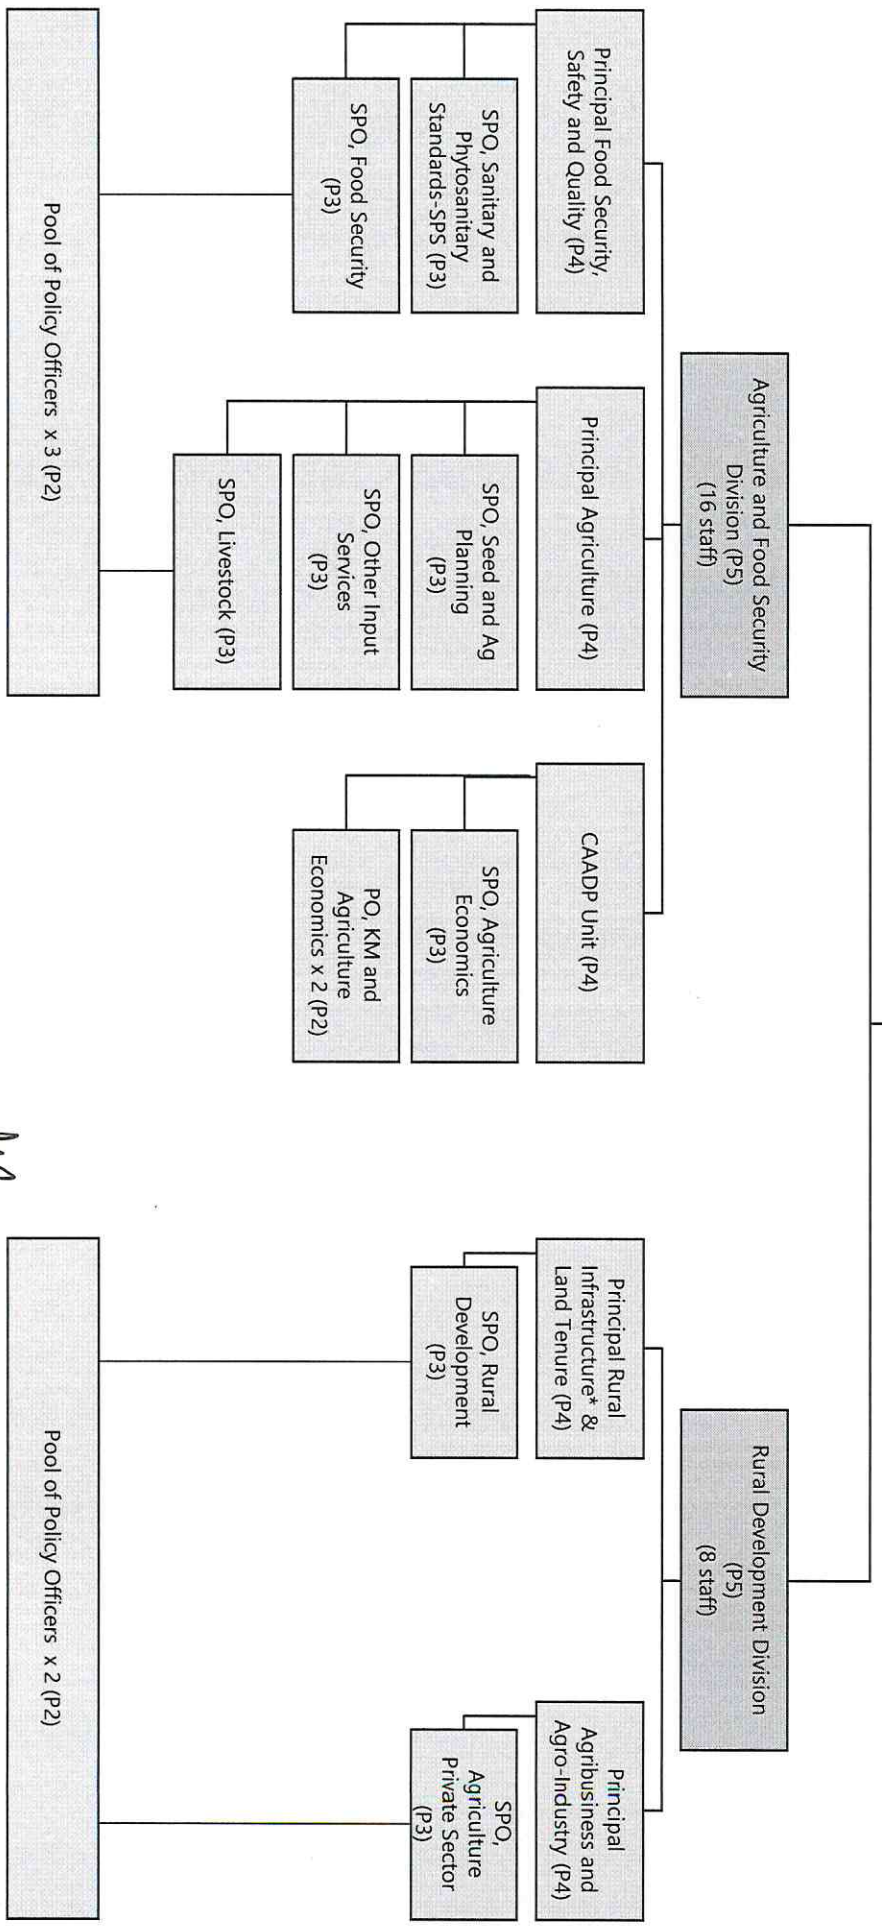 Agriculture and Food Security
Division (P5)
(16 staff)
Principal Food Security,
Safety and Quality (P4)
SPO, Sanitary and
Phytosanitary
Standards-SPS (P3)
SPO, Food Security
(P3)
Principal Agriculture (P4)
SPO, Seed and Ag
Planning
(P3)
SPO, Other Input
Services
(P3)
SPO, Livestock (P3)
CAADP Unit (P4)
SPO, Agriculture
Economics
(P3)
PO, KM and
Agriculture
Economics x 2 (P2)
Pool of Policy Officers x 3 (P2)
Rural Development Division
(P5)
(8 staff)
Principal Rural
Infrastructure* &
Land Tenure (P4)
SPO, Rural
Development
(P3)
Principal
Agribusiness and
Agro-Industry (P4)
SPO,
Agriculture
Private Sector
(P3)
Pool of Policy Officers x 2 (P2)